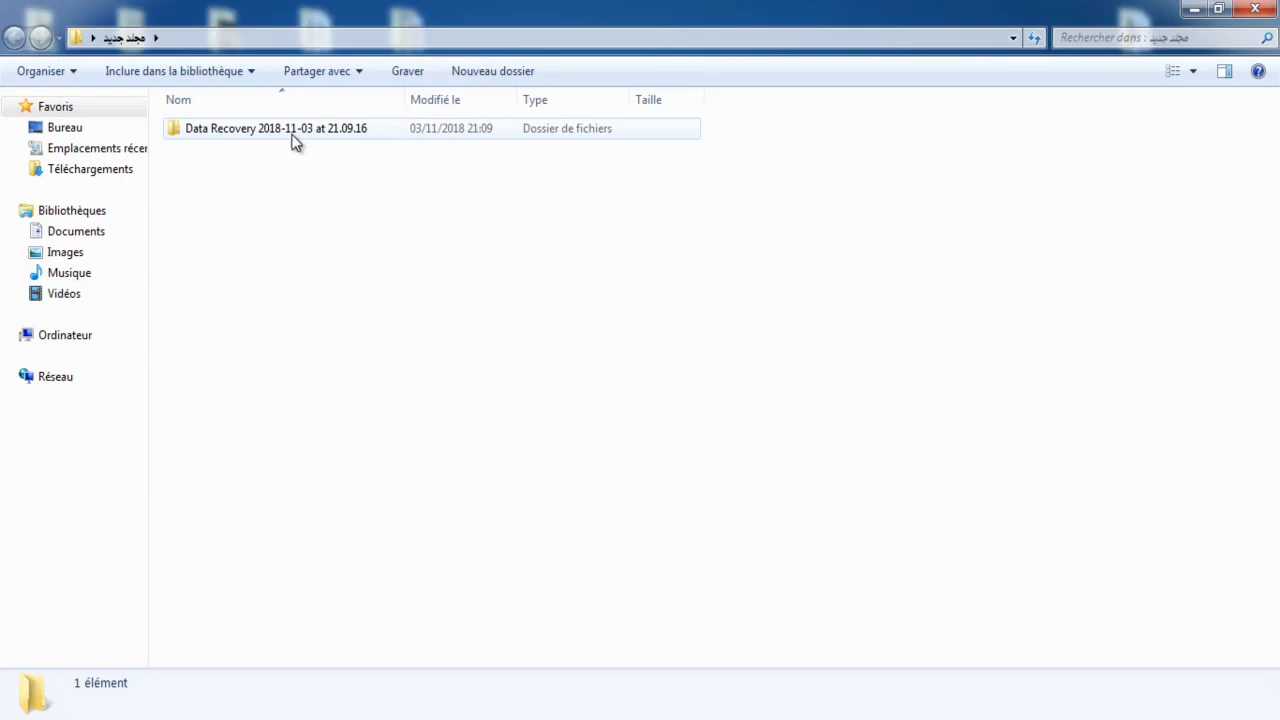 مجلد جديد
Rechercher dans : مجلد جديد
Organiser
Inclure dans la bibliothèque
Partager avec
Graver
Nouveau dossier
Nom
Modifié le
Type
Taille
Favoris
Bureau
Emplacements récer
Téléchargements
Bibliothèques
Documents
Images
Musique
Vidéos
Ordinateur
Réseau
Data Recovery 2018-11-03 at 21.09.16
03/11/2018 21:09
Dossier de fichiers
1 élément